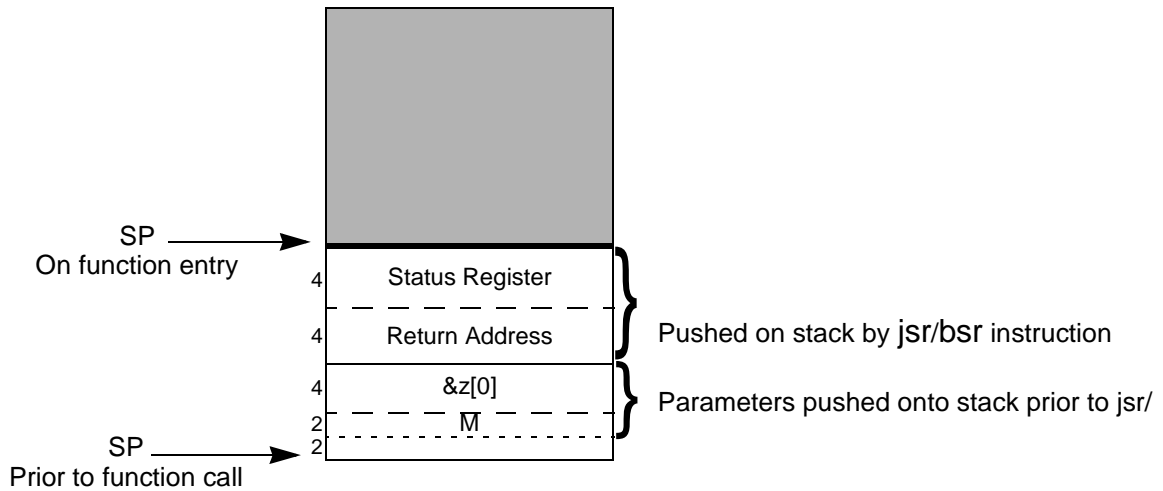 SP
On function entry
4
Status Register
4
Return Address
Pushed on stack by jsr/bsr instruction
4
&z[0]
Parameters pushed onto stack prior to jsr/
2
M
2
SP
Prior to function call